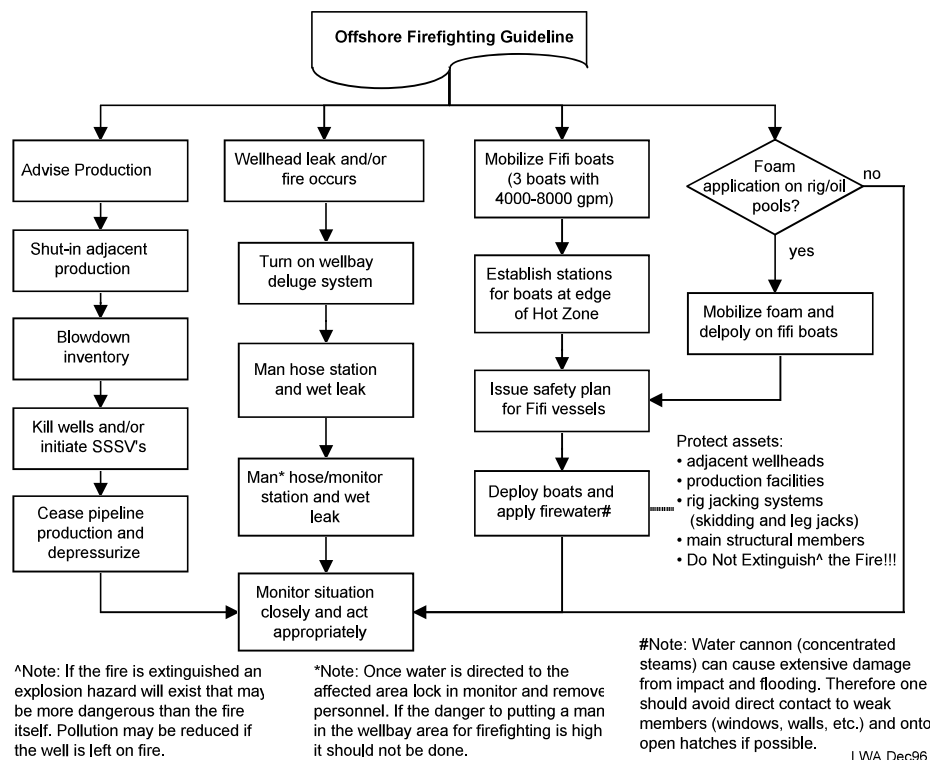 Offshore Firefighting Guideline
Advise Production
Shut-in adjacent
production
Blowdown
inventory
Kill wells and/or
initiate SSSV's
Cease pipeline
production and
depressurize
Wellhead leak and/or
fire occurs
Turn on wellbay
deluge system
Man hose station
and wet leak
Man* hose/monitor
station and wet
leak
Monitor situation
closely and act
appropriately
Mobilize Fifi boats
(3 boats with
4000-8000 gpm)
Establish stations
for boats at edge
of Hot Zone
Issue safety plan
for Fifi vessels
Deploy boats and
apply firewater#
Foam
application on rig/oil
pools?
no
yes
Mobilize foam and
delpoly on fifi boats
Protect assets:
• adjacent wellheads
• production facilities
• rig jacking systems
(skidding and leg jacks)
• main structural members
• Do Not Extinguish^ the Fire!!!
^Note: If the fire is extinguished an
explosion hazard will exist that may
be more dangerous than the fire
itself. Pollution may be reduced if
the well is left on fire.
*Note: Once water is directed to the
affected area lock in monitor and remove
personnel. If the danger to putting a man
in the wellbay area for firefighting is high
it should not be done.
#Note: Water cannon (concentrated
steams) can cause extensive damage
from impact and flooding. Therefore one
should avoid direct contact to weak
members (windows, walls, etc.) and onto
open hatches if possible.
LWA Dec96